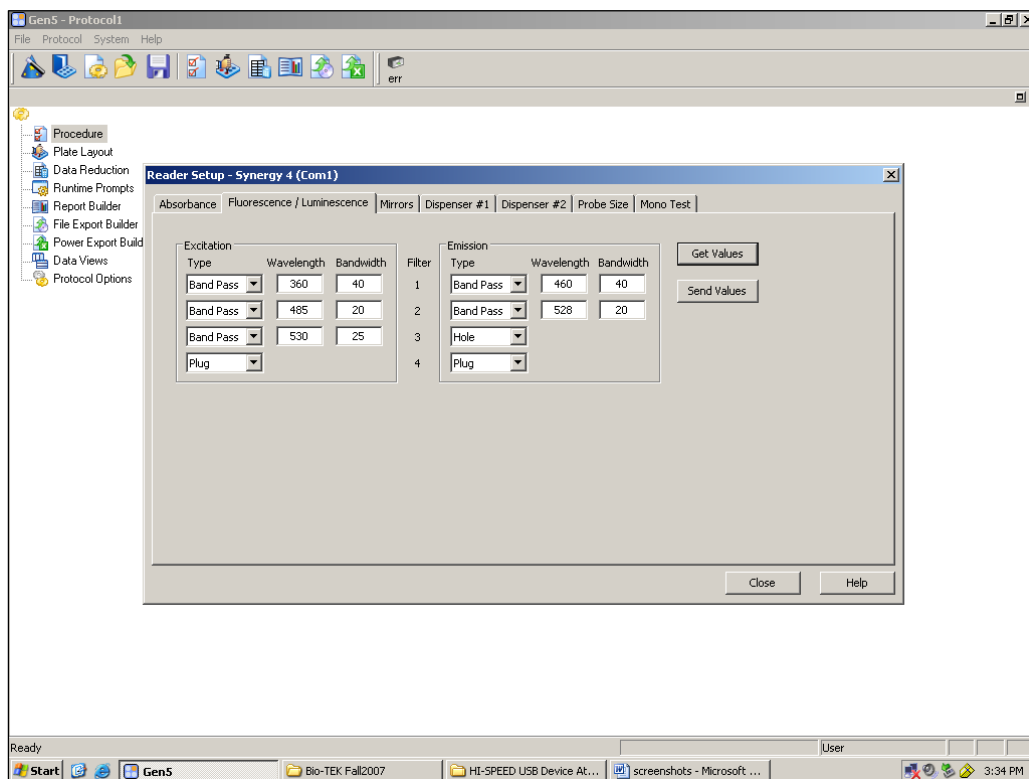 Gen5 - Protocol1
File Protocol System Help
err
Procedure
Plate Layout
Data Reduction
Runtime Prompts
Report Builder
File Export Builder
Power Export Build
Data Views
Protocol Options
Reader Setup - Synergy 4 (Com1)
Absorbance Fluorescence / Luminescence Mirrors Dispenser #1 Dispenser #2 Probe Size Mono Test
Excitation Emission
Type Wavelength Bandwidth Filter Type Wavelength Bandwidth
Band Pass 360 40 1 Band Pass 460 40
Band Pass 485 20 2 Band Pass 528 20
Band Pass 530 25 3 Hole
Plug 4 Plug
Get Values
Send Values
Close Help
Ready User
Start Gen5 Bio-TEK Fall2007 HI-SPEED USB Device At... screenshots - Microsoft ... 3:34 PM